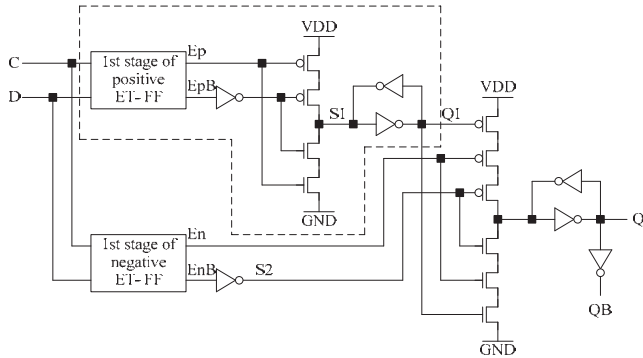 VDD
C
1st stage of
positive
ET-FF
Ep
EpB
D
S1
Q1
VDD
GND
Q
1st stage of
negative
ET-FF
En
EnB
S2
QB
GND